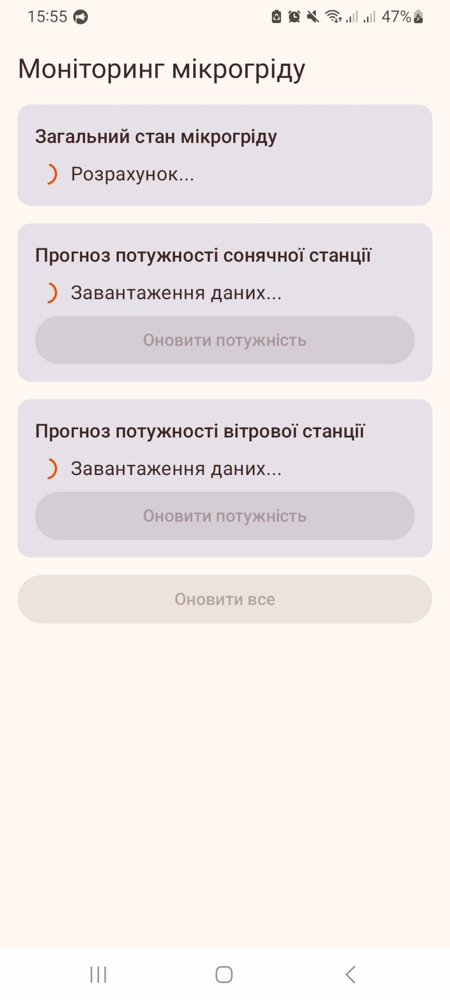 15:55
47%
Моніторинг мікрогріду
Загальний стан мікрогріду
Розрахунок...
Прогноз потужності сонячної станції
Завантаження даних...
Оновити потужність
Прогноз потужності вітрової станції
Завантаження даних...
Оновити потужність
Оновити все